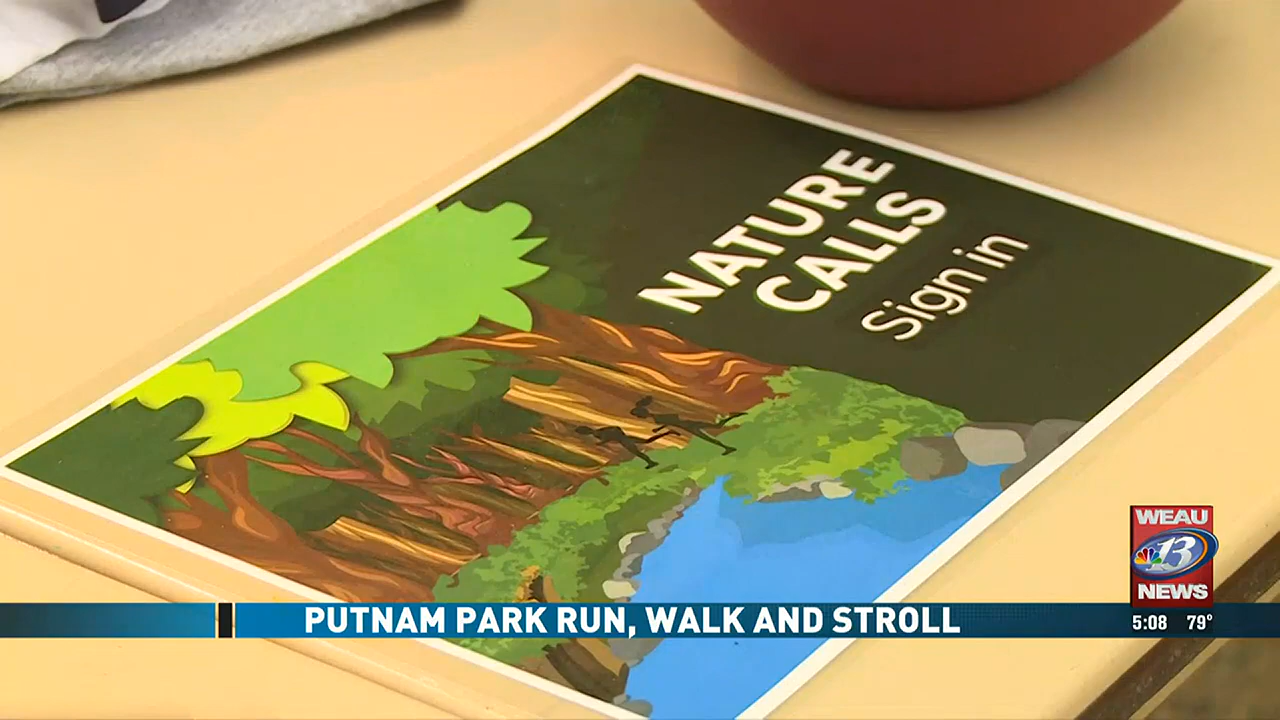 NATURE
CALLS
Sign in
WEAU
13
NEWS
PUTNAM PARK RUN, WALK AND STROLL
5:08 79°